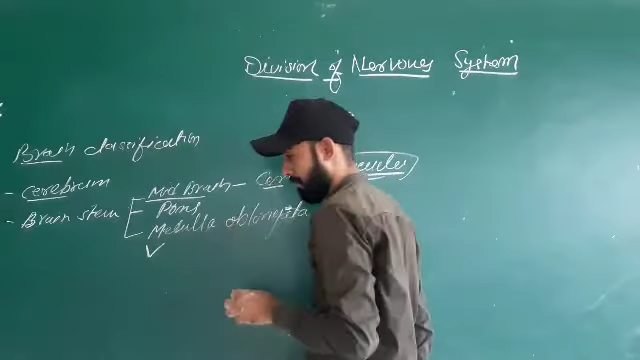 Division of Nervous System
Brain classification
- Cerebrum
- Brain stem
Mid Brain -
Pons
Medulla oblongata